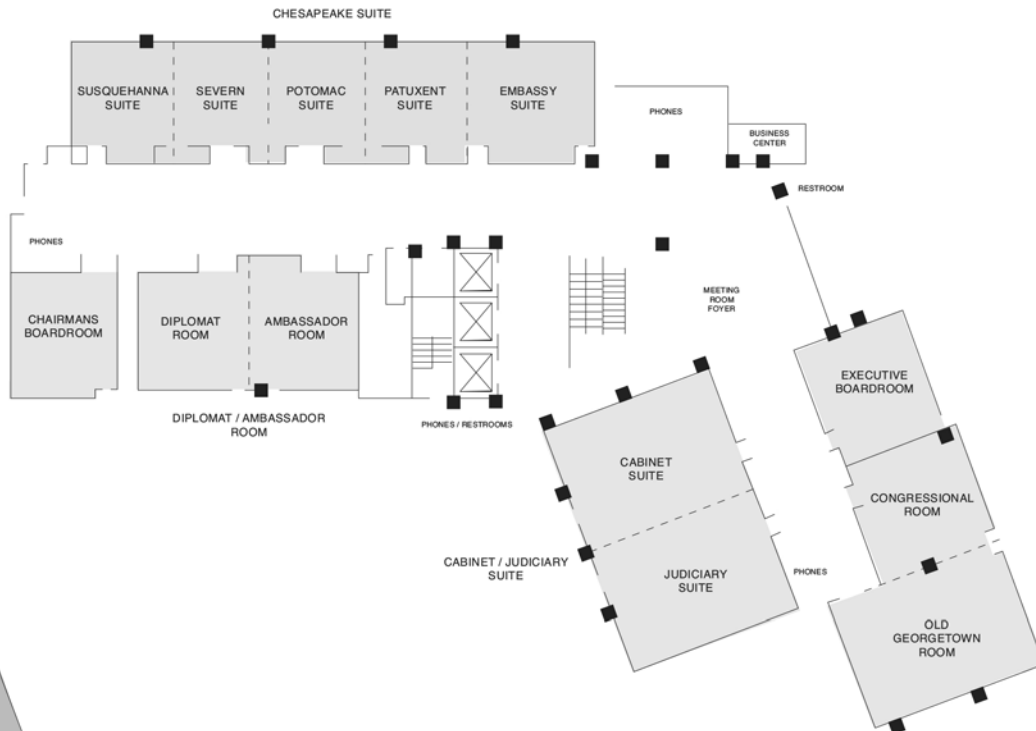 CHESAPEAKE SUITE
SUSQUEHANNA
SUITE
SEVERN
SUITE
POTOMAC
SUITE
PATUXENT
SUITE
EMBASSY
SUITE
PHONES
BUSINESS
CENTER
RESTROOM
PHONES
CHAIRMANS
BOARDROOM
DIPLOMAT
ROOM
AMBASSADOR
ROOM
MEETING
ROOM
FOYER
DIPLOMAT / AMBASSADOR
ROOM
PHONES / RESTROOMS
EXECUTIVE
BOARDROOM
CABINET
SUITE
CONGRESSIONAL
ROOM
CABINET / JUDICIARY
SUITE
JUDICIARY
SUITE
PHONES
OLD
GEORGETOWN
ROOM